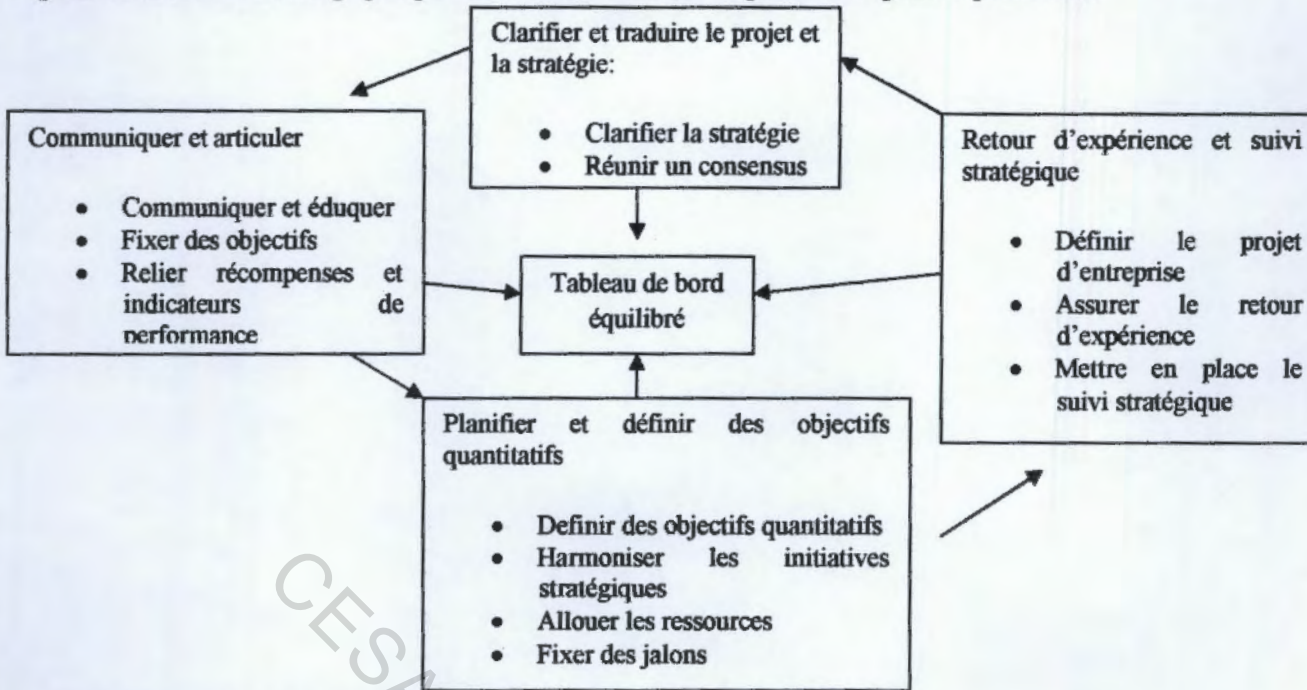 Clarifier et traduire le projet et
la stratégie:
• Clarifier la stratégie
• Réunir un consensus
Communiquer et articuler
• Communiquer et éduquer
• Fixer des objectifs
• Relier récompenses et
indicateurs de
performance
Tableau de bord
équilibré
Retour d'expérience et suivi
stratégique
• Définir le projet
d'entreprise
• Assurer le retour
d'expérience
• Mettre en place le
suivi stratégique
Planifier et définir des objectifs
quantitatifs
• Definir des objectifs quantitatifs
• Harmoniser les initiatives
stratégiques
• Allouer les ressources
• Fixer des jalons
CESA